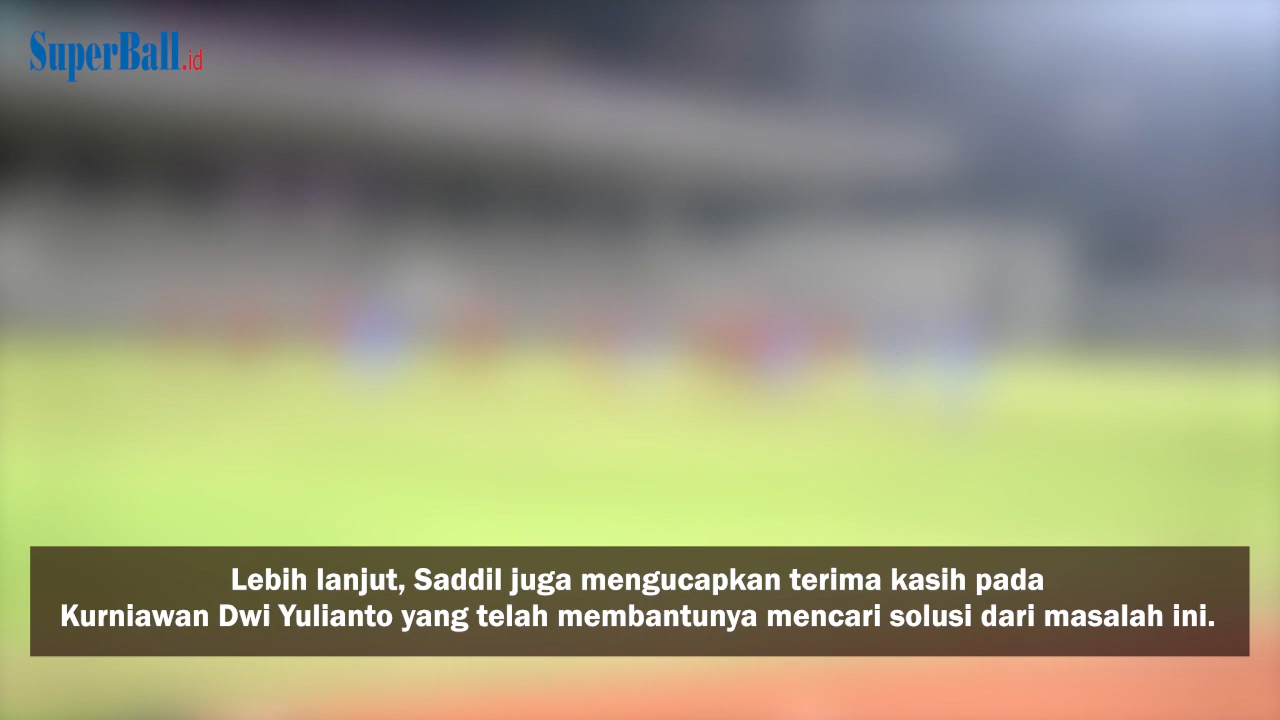 SuperBall.id
Lebih lanjut, Saddil juga mengucapkan terima kasih pada
Kurniawan Dwi Yulianto yang telah membantunya mencari solusi dari masalah ini.